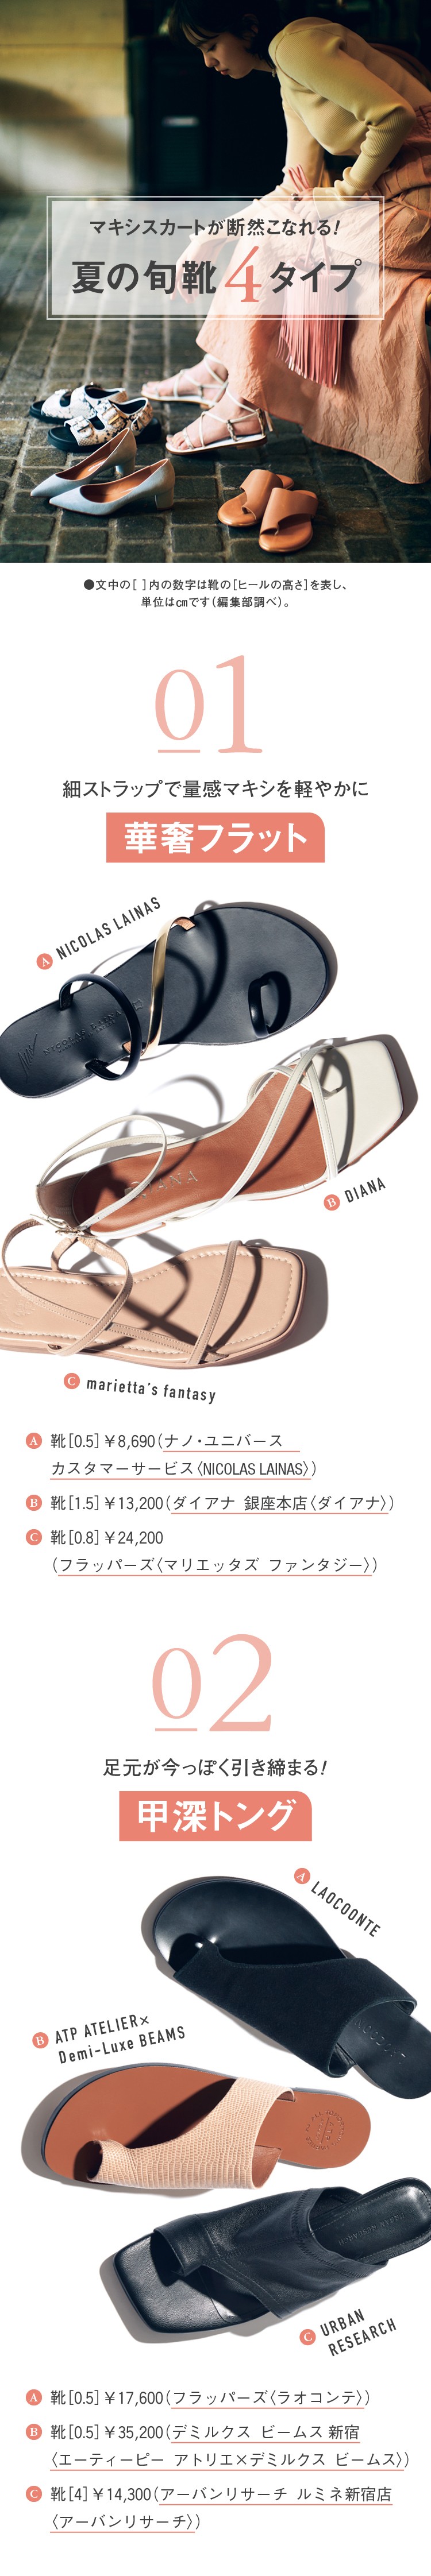 マキシスカートが断然こなれる!
夏の旬靴4タイプ
●文中の[ ]内の数字は靴の[ヒールの高さ]を表し、
単位は㎝です(編集部調べ)。
01
細ストラップで量感マキシを軽やかに
華奢フラット
A NICOLAS LAINAS
B DIANA
DIANA
C marietta's fantasy
A 靴[0.5]￥8,690(ナノ・ユニバース
カスタマーサービス〈NICOLAS LAINAS〉)
B 靴[1.5]￥13,200(ダイアナ 銀座本店〈ダイアナ〉)
C 靴[0.8]￥24,200
(フラッパーズ〈マリエッタズ ファンタジー〉)
02
足元が今っぽく引き締まる!
甲深トング
A LAOCOONTE
B ATP ATELIER×
Demi-Luxe BEAMS
C URBAN
RESEARCH
A 靴[0.5]￥17,600(フラッパーズ〈ラオコンテ〉)
B 靴[0.5]￥35,200(デミルクス ビームス 新宿
〈エーティーピー アトリエ×デミルクス ビームス〉)
C 靴[4]￥14,300(アーバンリサーチ ルミネ新宿店
〈アーバンリサーチ〉)